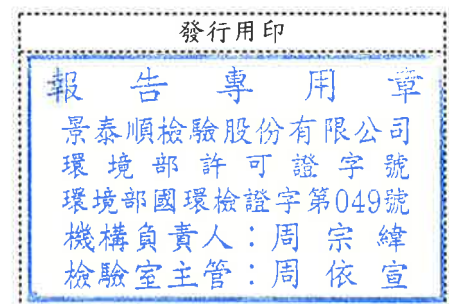 發行用印
報告專用章
景泰順檢驗股份有限公司
環境部許可證字號
環境部國環檢證字第049號
機構負責人：周宗緯
檢驗室主管：周依宣